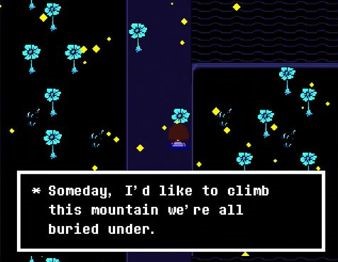 * Someday, I'd like to climb
this mountain we're all
buried under.